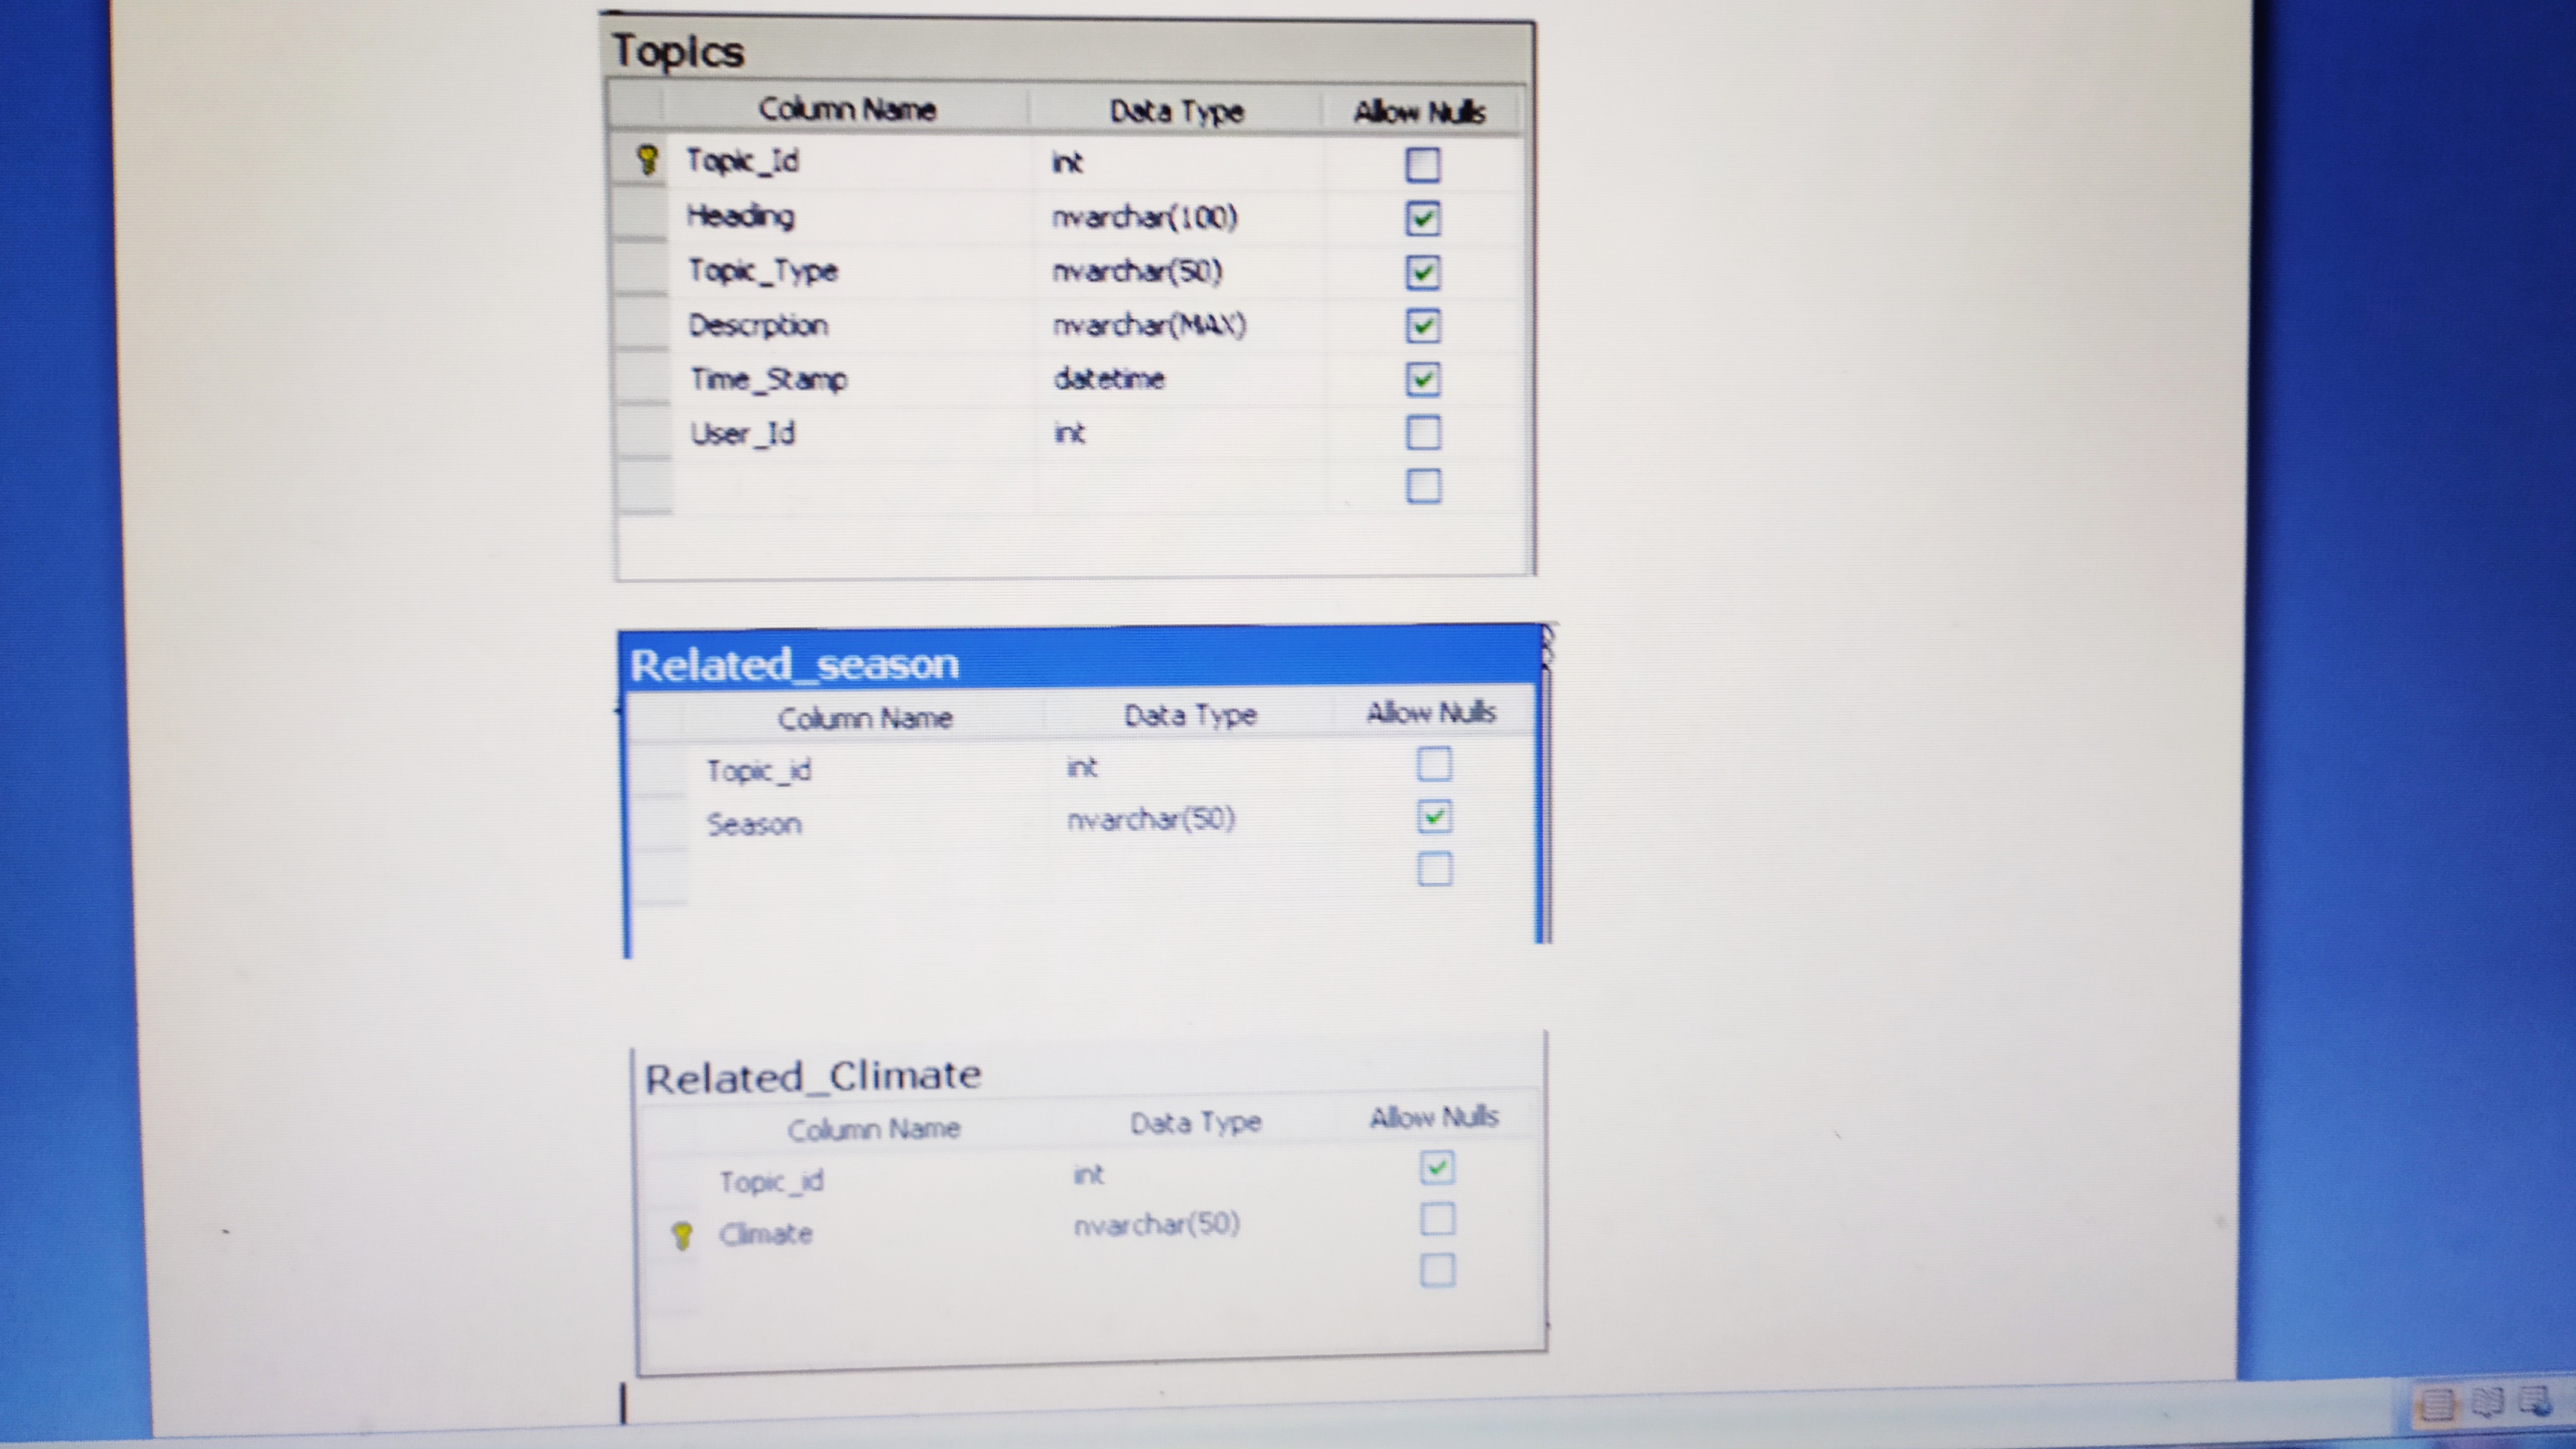 Topics
Column Name Data Type Allow Nulls
Topic_Id int
Heading nvarchar(100)
Topic_Type nvarchar(50)
Descrption nvarchar(MAX)
Time_Stamp datetime
User_Id int
Related_season
Column Name Data Type Allow Nulls
Topic_id int
Season nvarchar(50)
Related_Climate
Column Name Data Type Allow Nulls
Topic_id int
Climate nvarchar(50)